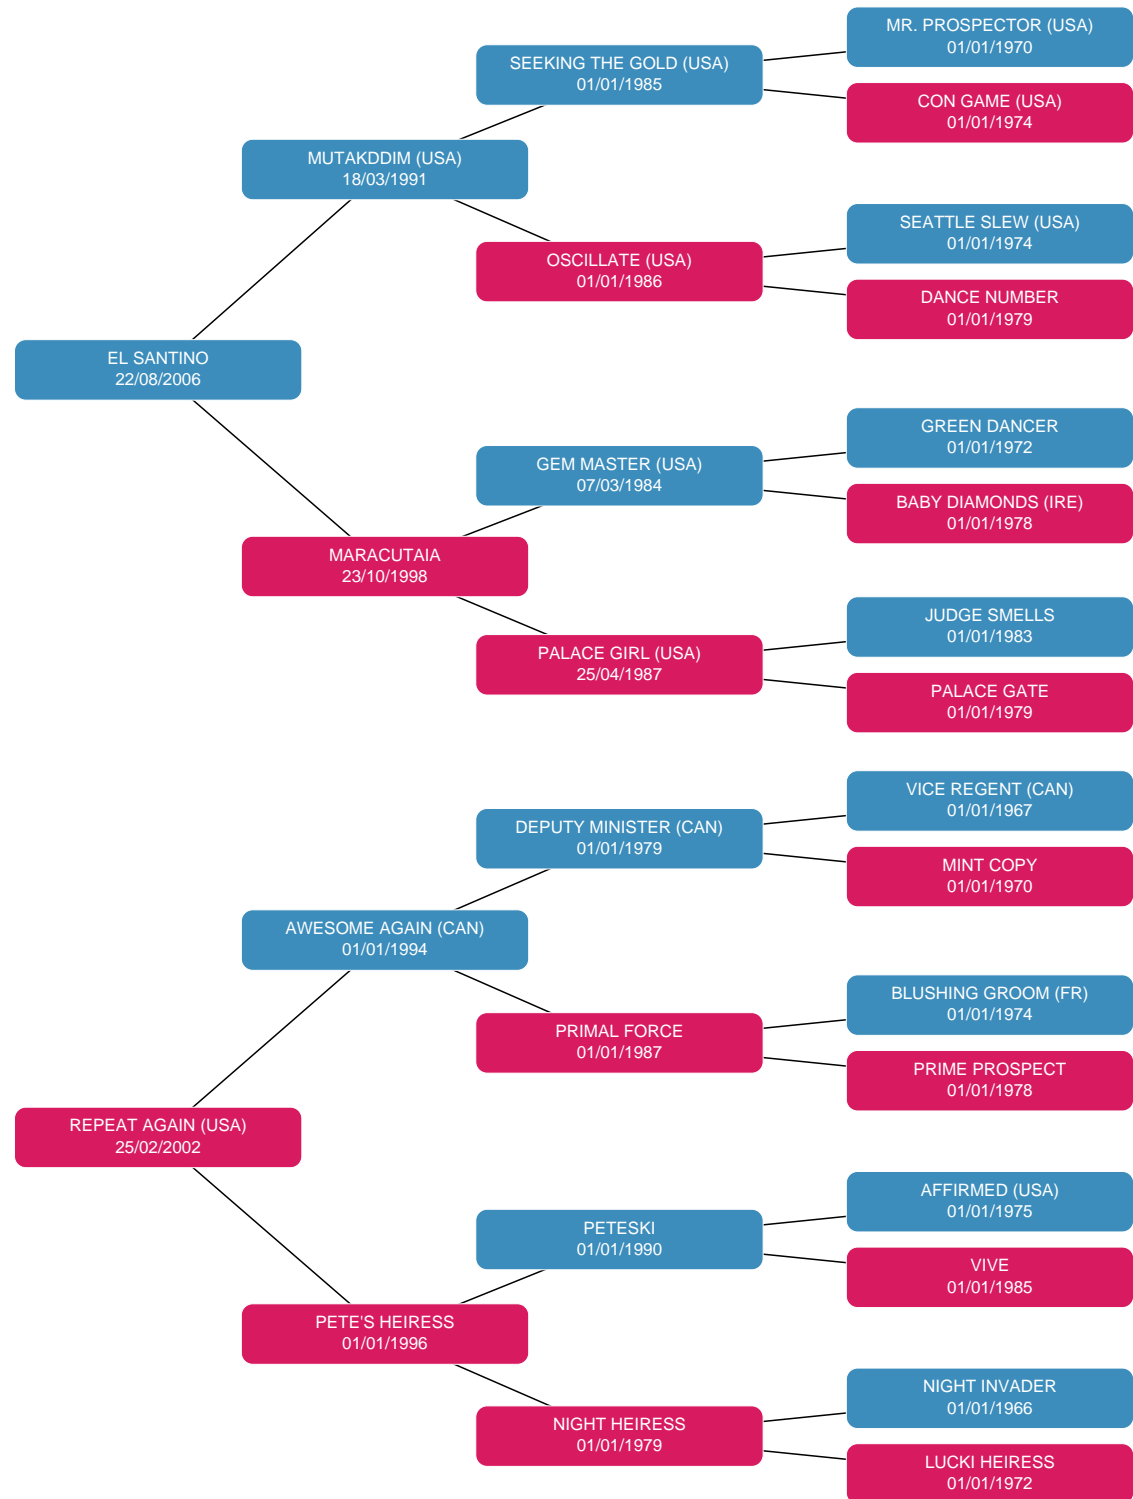 MR. PROSPECTOR (USA)
01/01/1970
SEEKING THE GOLD (USA)
01/01/1985
CON GAME (USA)
01/01/1974
MUTAKDDIM (USA)
18/03/1991
SEATTLE SLEW (USA)
01/01/1974
OSCILLATE (USA)
01/01/1986
DANCE NUMBER
01/01/1979
EL SANTINO
22/08/2006
GREEN DANCER
01/01/1972
GEM MASTER (USA)
07/03/1984
BABY DIAMONDS (IRE)
01/01/1978
MARACUTAIA
23/10/1998
JUDGE SMELLS
01/01/1983
PALACE GIRL (USA)
25/04/1987
PALACE GATE
01/01/1979
VICE REGENT (CAN)
01/01/1967
DEPUTY MINISTER (CAN)
01/01/1979
MINT COPY
01/01/1970
AWESOME AGAIN (CAN)
01/01/1994
BLUSHING GROOM (FR)
01/01/1974
PRIMAL FORCE
01/01/1987
PRIME PROSPECT
01/01/1978
REPEAT AGAIN (USA)
25/02/2002
AFFIRMED (USA)
01/01/1975
PETESKI
01/01/1990
VIVE
01/01/1985
PETE'S HEIRESS
01/01/1996
NIGHT INVADER
01/01/1966
NIGHT HEIRESS
01/01/1979
LUCKI HEIRESS
01/01/1972